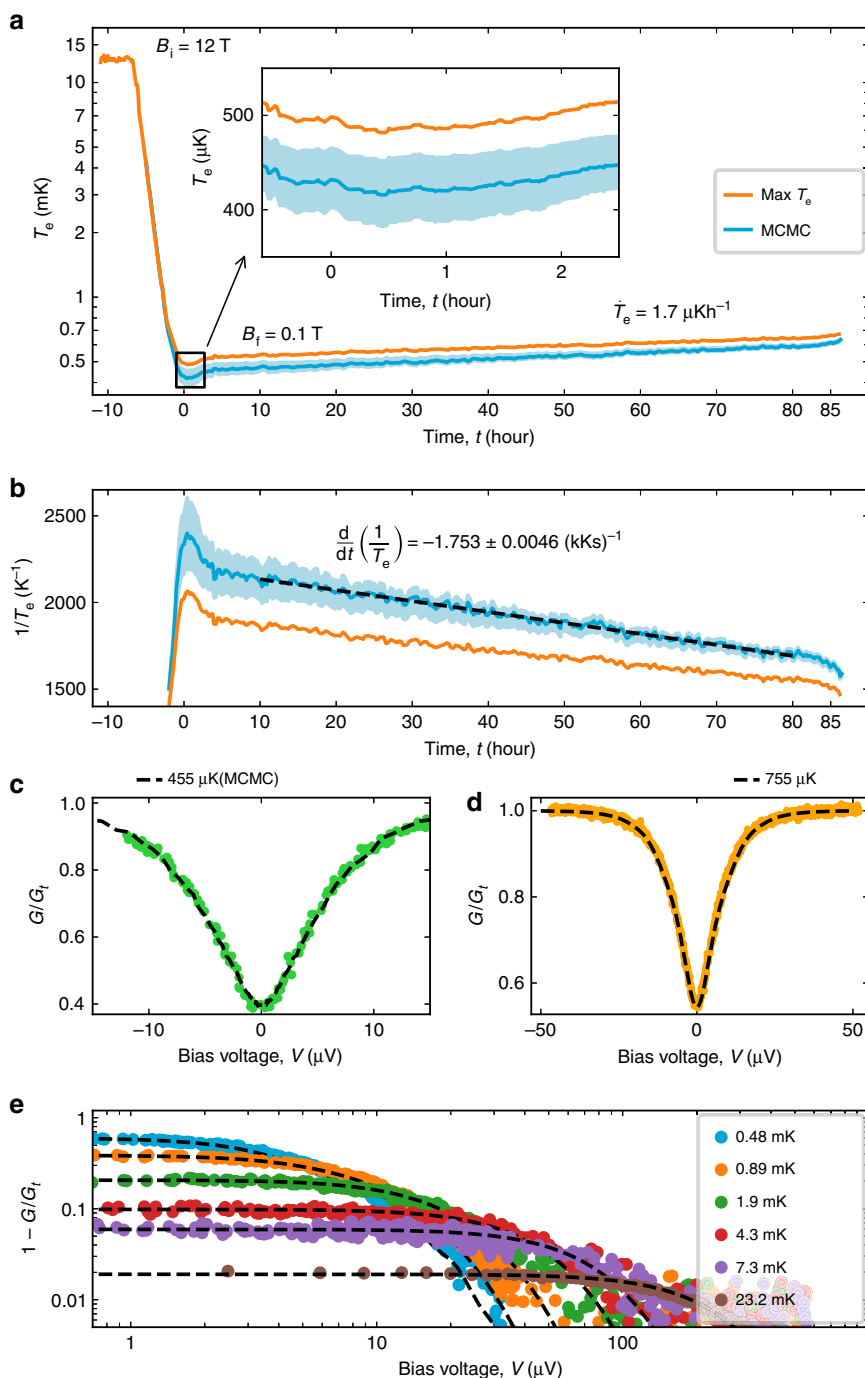 a
15
10
5
4
3
2
1
0.7
0.5
T_e (mK)
B_i = 12 T
500
400
T_e (µK)
0
1
2
Time, t (hour)
Max T_e
MCMC
B_f = 0.1 T
Ṫ_e = 1.7 µKh⁻¹
−10 0 10 20 30 40 50 60 70 80 85
Time, t (hour)
b
2500
2000
1500
1/T_e (K⁻¹)
d/dt (1/T_e) = −1.753 ± 0.0046 (kKs)⁻¹
−10 0 10 20 30 40 50 60 70 80 85
Time, t (hour)
c
455 µK(MCMC)
1.0
0.8
0.6
0.4
G/G_t
−10 0 10
Bias voltage, V (µV)
d
755 µK
1.0
0.8
0.6
G/G_t
−50 0 50
Bias voltage, V (µV)
e
1
0.1
0.01
1 − G/G_t
0.48 mK
0.89 mK
1.9 mK
4.3 mK
7.3 mK
23.2 mK
1 10 100
Bias voltage, V (µV)